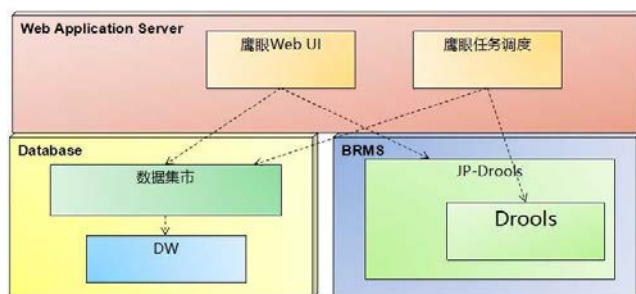 Web Application Server
鹰眼Web UI
鹰眼任务调度
Database
数据集市
DW
BRMS
JP-Drools
Drools